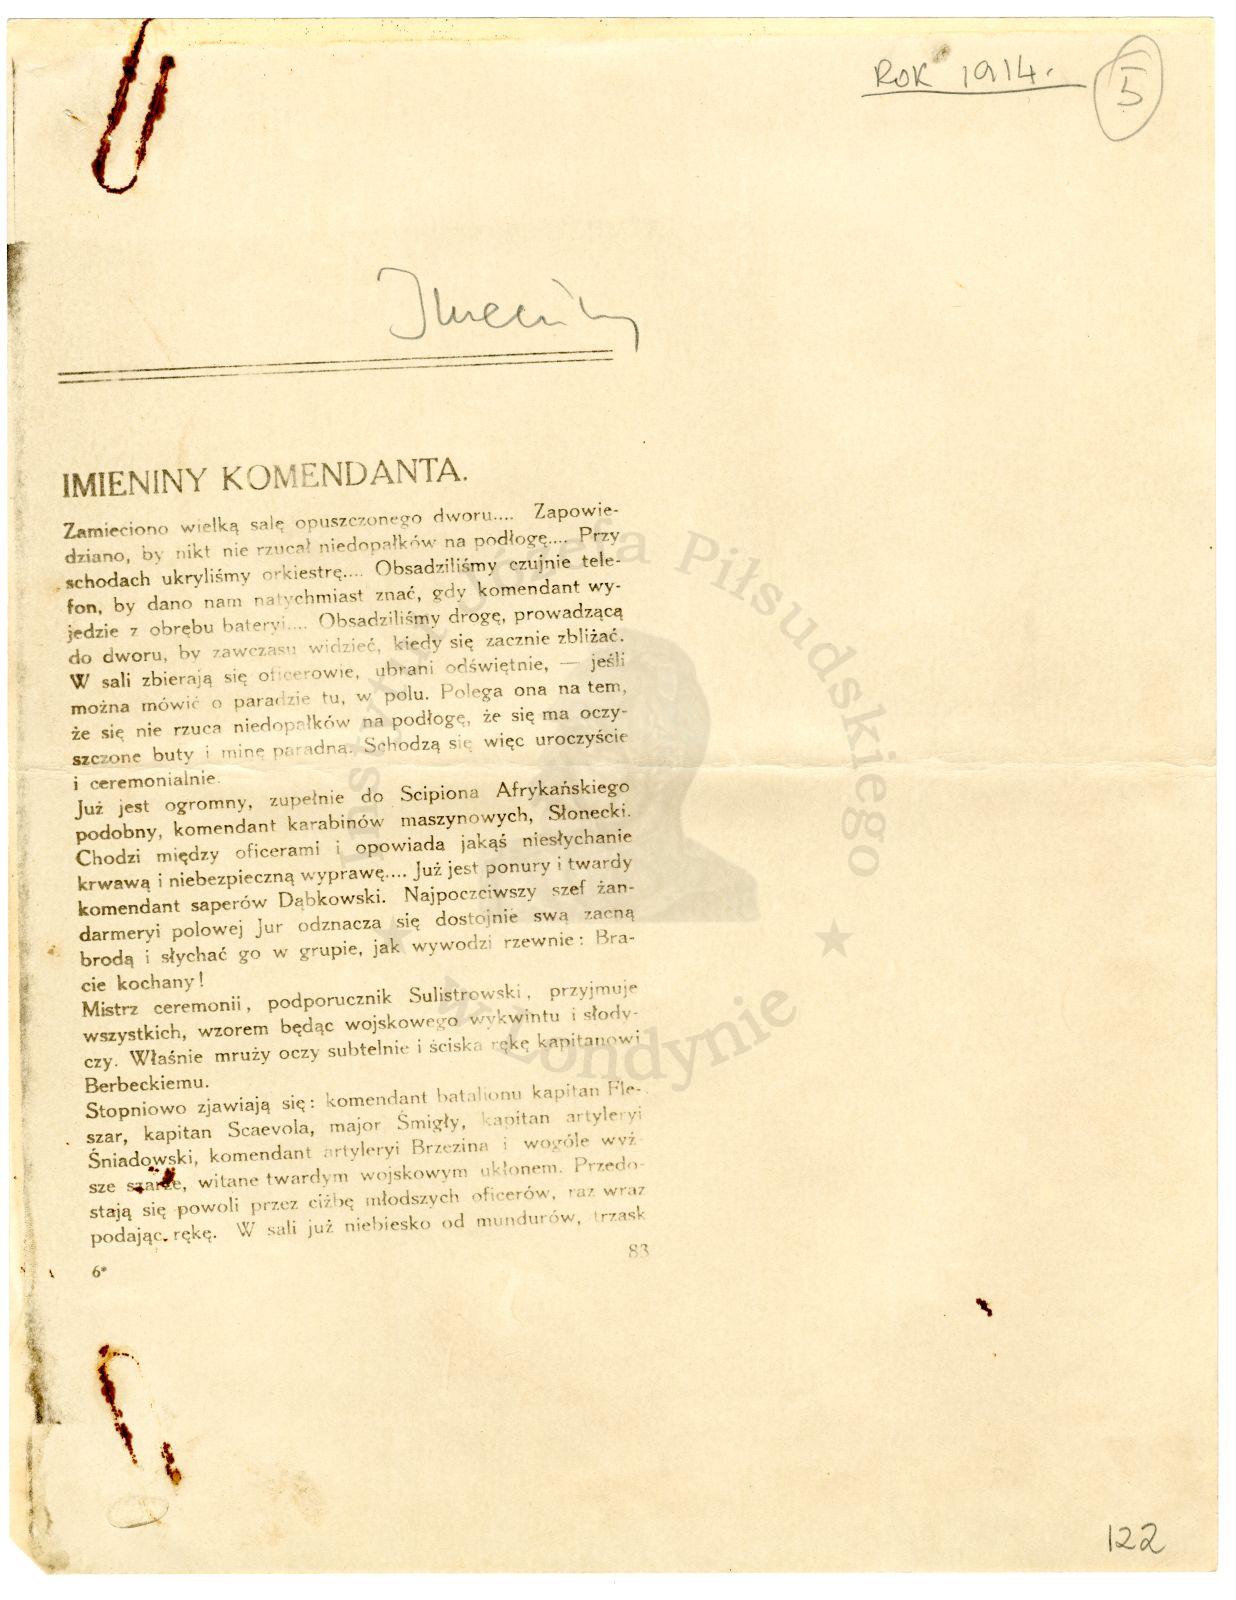 ROK 1914.
5
Imieniny
IMIENINY KOMENDANTA.
Zamieciono wielką salę opuszczonego dworu.... Zapowie-
dziano, by nikt nie rzucał niedopałków na podłogę.... Przy
schodach ukryliśmy orkiestrę.... Obsadziliśmy czujnie tele-
fon, by dano nam natychmiast znać, gdy komendant wy-
jedzie z obrębu bateryi.... Obsadziliśmy drogę, prowadzącą
do dworu, by zawczasu widzieć, kiedy się zacznie zbliżać.
W sali zbierają się oficerowie, ubrani odświętnie, — jeśli
można mówić o paradzie tu, w polu. Polega ona na tem,
że się nie rzuca niedopałków na podłogę, że się ma oczy-
szczone buty i minę paradną. Schodzą się więc uroczyście
i ceremonialnie.
Już jest ogromny, zupełnie do Scipiona Afrykańskiego
podobny, komendant karabinów maszynowych, Słonecki.
Chodzi między oficerami i opowiada jakąś niesłychanie
krwawą i niebezpieczną wyprawę.... Już jest ponury i twardy
komendant saperów Dąbkowski. Najpoczciwszy szef żan-
darmeryi polowej Jur odznacza się dostojnie swą zacną
brodą i słychać go w grupie, jak wywodzi rzewnie: Bra-
cie kochany!
Mistrz ceremonii, podporucznik Sulistrowski, przyjmuje
wszystkich, wzorem będąc wojskowego wykwintu i słody-
czy. Właśnie mruży oczy subtelnie i ściska rękę kapitanowi
Berbeckiemu.
Stopniowo zjawiają się: komendant batalionu kapitan Fle-
szar, kapitan Scaevola, major Śmigły, kapitan artyleryi
Śniadowski, komendant artyleryi Brzezina i wogóle wyż-
sze szarże, witane twardym wojskowym ukłonem. Przedo-
stają się powoli przez ciżbę młodszych oficerów, raz wraz
podając rękę. W sali już niebiesko od mundurów, trzask
83
6*
122
Instytut Józefa Piłsudskiego
w Londynie